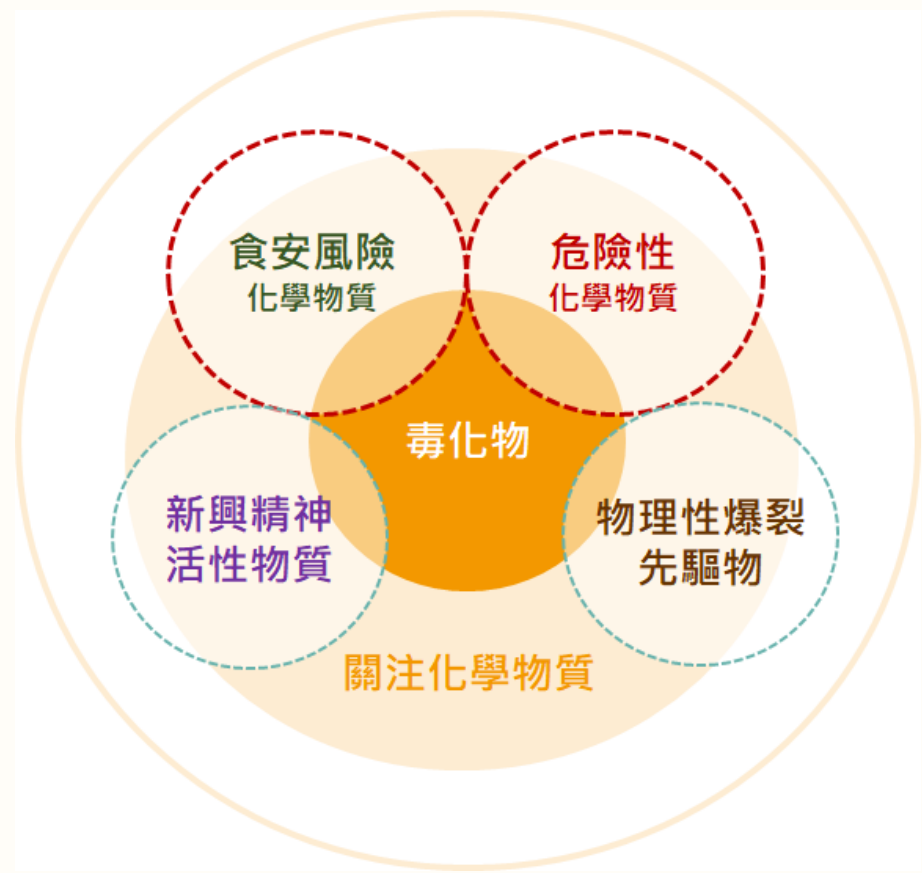 食安風險
化學物質
危險性
化學物質
毒化物
新興精神
活性物質
物理性爆裂
先驅物
關注化學物質